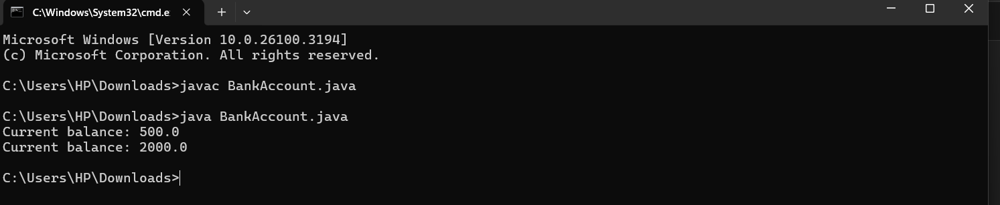 C:\Windows\System32\cmd.e
Microsoft Windows [Version 10.0.26100.3194]
(c) Microsoft Corporation. All rights reserved.
C:\Users\HP\Downloads>javac BankAccount.java
C:\Users\HP\Downloads>java BankAccount.java
Current balance: 500.0
Current balance: 2000.0
C:\Users\HP\Downloads>